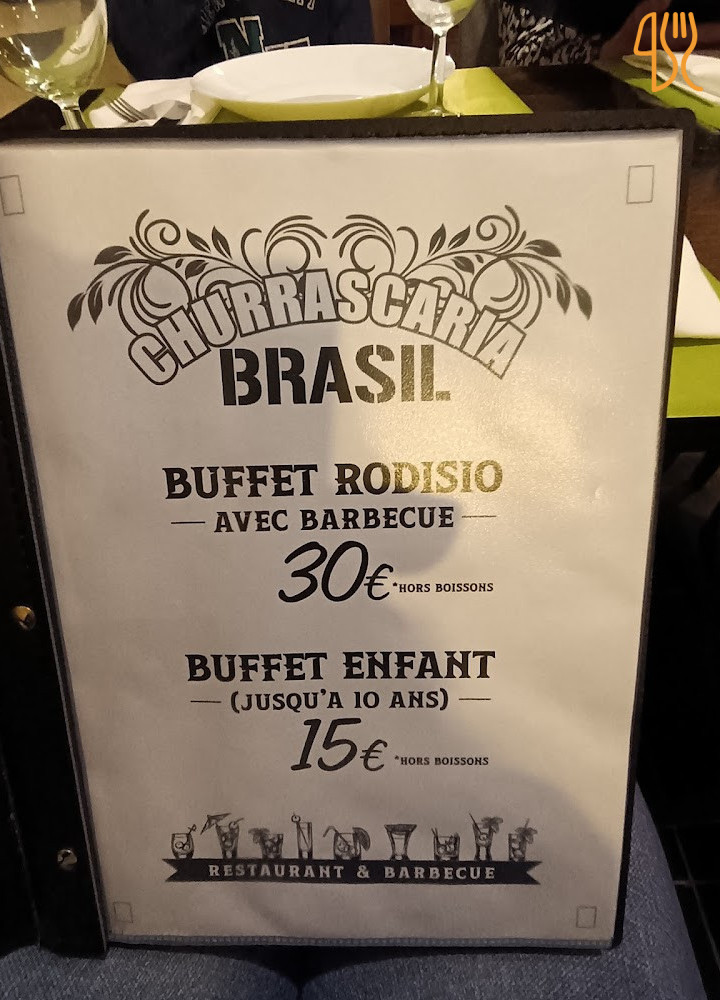 CHURRASCARIA
BRASIL
BUFFET RODISIO
AVEC BARBECUE
30€ *HORS BOISSONS
BUFFET ENFANT
(JUSQU'A 10 ANS)
15€ *HORS BOISSONS
RESTAURANT & BARBECUE